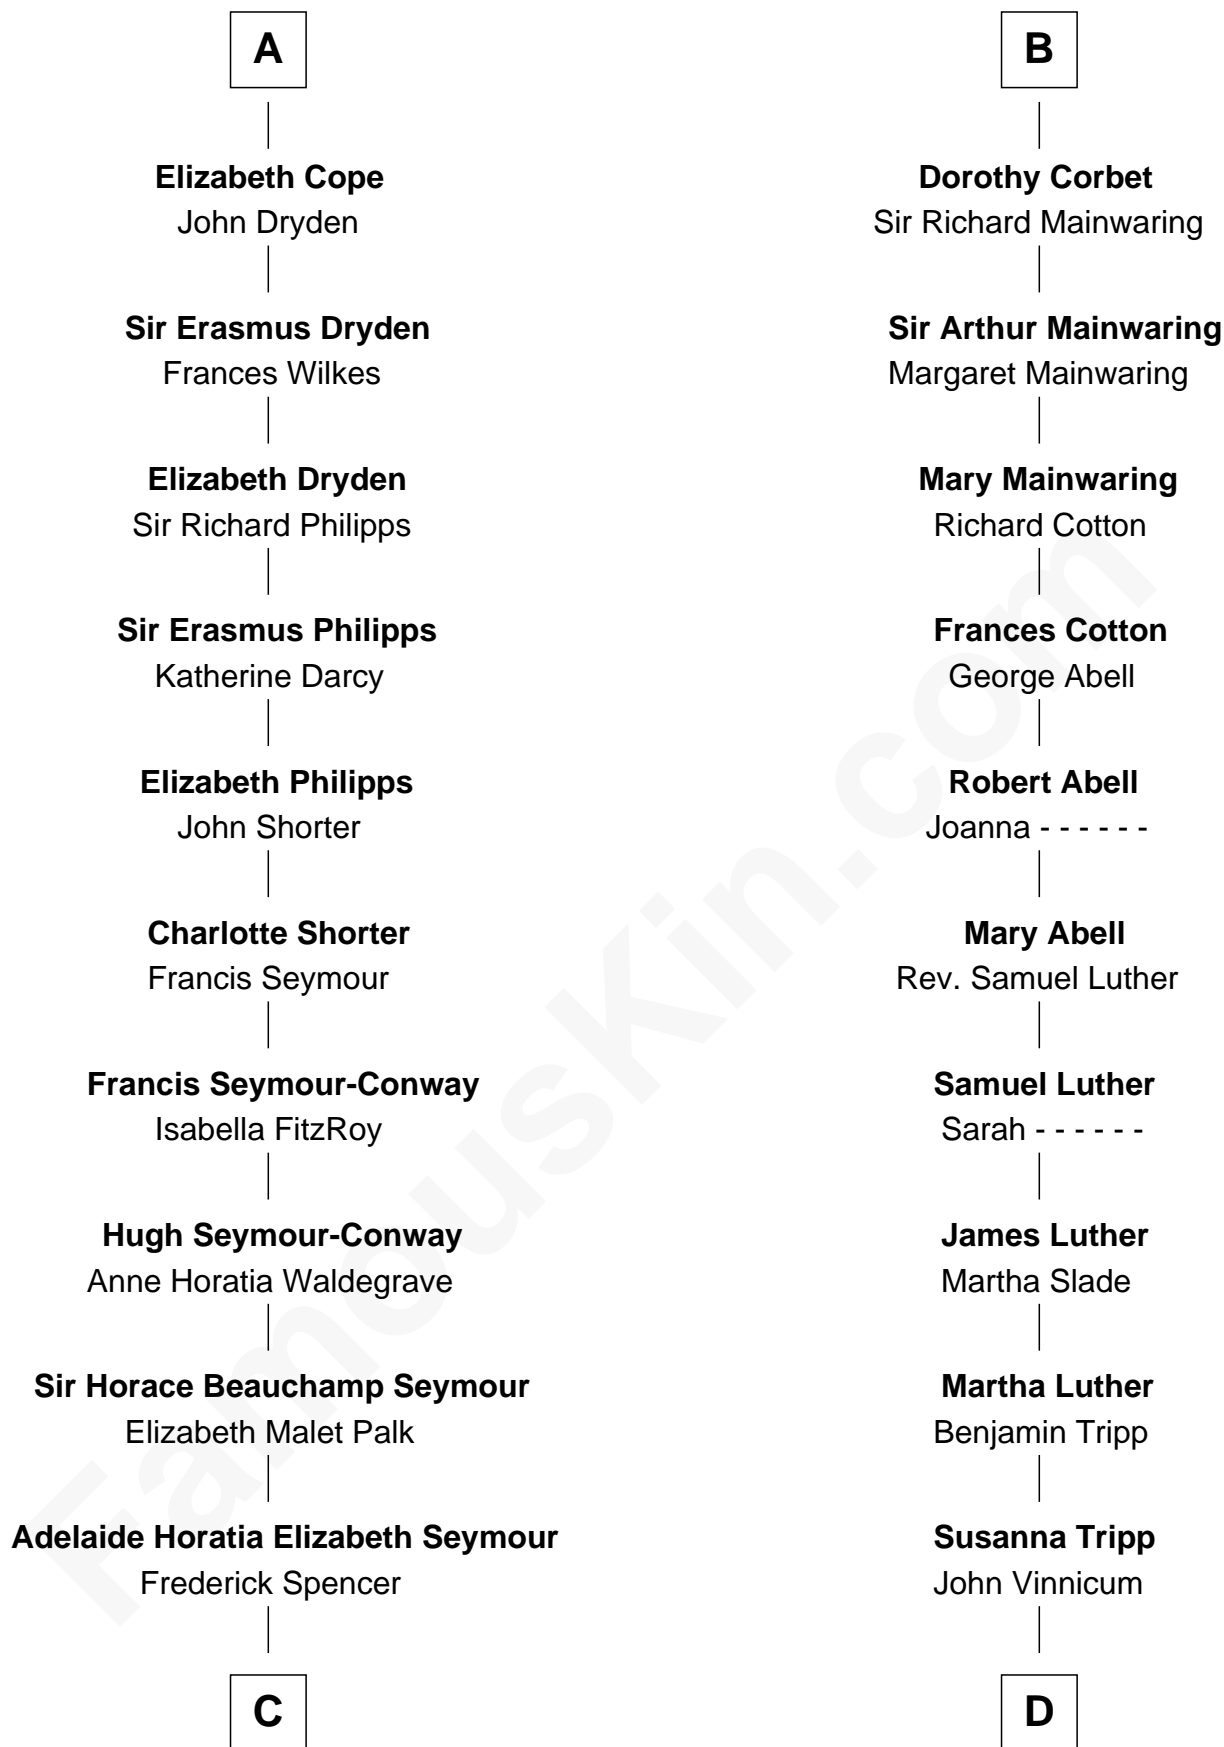 A
Elizabeth Cope
John Dryden
Sir Erasmus Dryden
Frances Wilkes
Elizabeth Dryden
Sir Richard Philipps
Sir Erasmus Philipps
Katherine Darcy
Elizabeth Philipps
John Shorter
Charlotte Shorter
Francis Seymour
Francis Seymour-Conway
Isabella FitzRoy
Hugh Seymour-Conway
Anne Horatia Waldegrave
Sir Horace Beauchamp Seymour
Elizabeth Malet Palk
Adelaide Horatia Elizabeth Seymour
Frederick Spencer
C
B
Dorothy Corbet
Sir Richard Mainwaring
Sir Arthur Mainwaring
Margaret Mainwaring
Mary Mainwaring
Richard Cotton
Frances Cotton
George Abell
Robert Abell
Joanna - - - - - -
Mary Abell
Rev. Samuel Luther
Samuel Luther
Sarah - - - - - -
James Luther
Martha Slade
Martha Luther
Benjamin Tripp
Susanna Tripp
John Vinnicum
D
FamousKin.com